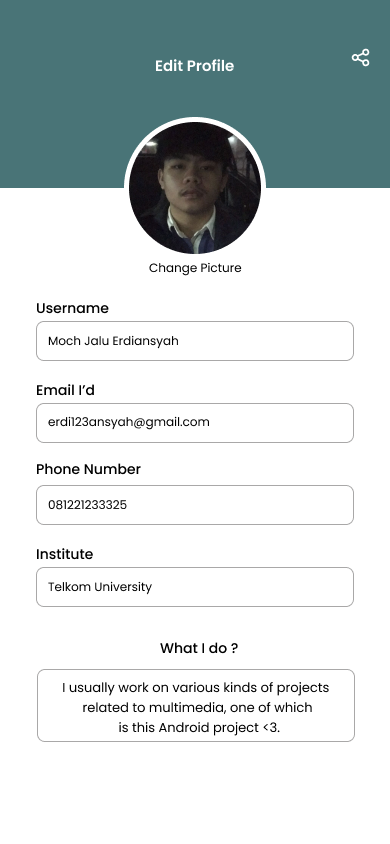 Edit Profile
Change Picture
Username
Moch Jalu Erdiansyah
Email I’d
erdi123ansyah@gmail.com
Phone Number
081221233325
Institute
Telkom University
What I do ?
I usually work on various kinds of projects
related to multimedia, one of which
is this Android project <3.